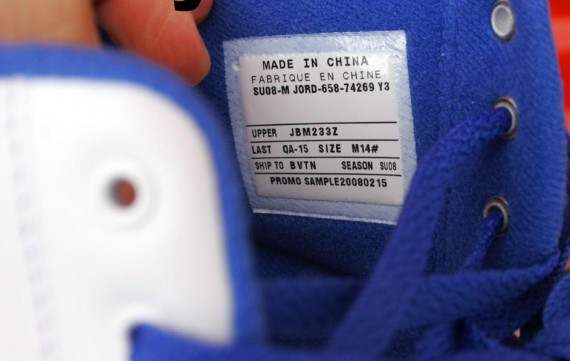 MADE IN CHINA
FABRIQUE EN CHINE
SU08-M JORD-658-74269 Y3
UPPER JBM233Z
LAST QA-15 SIZE M14#
SHIP TO BVTN SEASON SU08
PROMO SAMPLE20080215